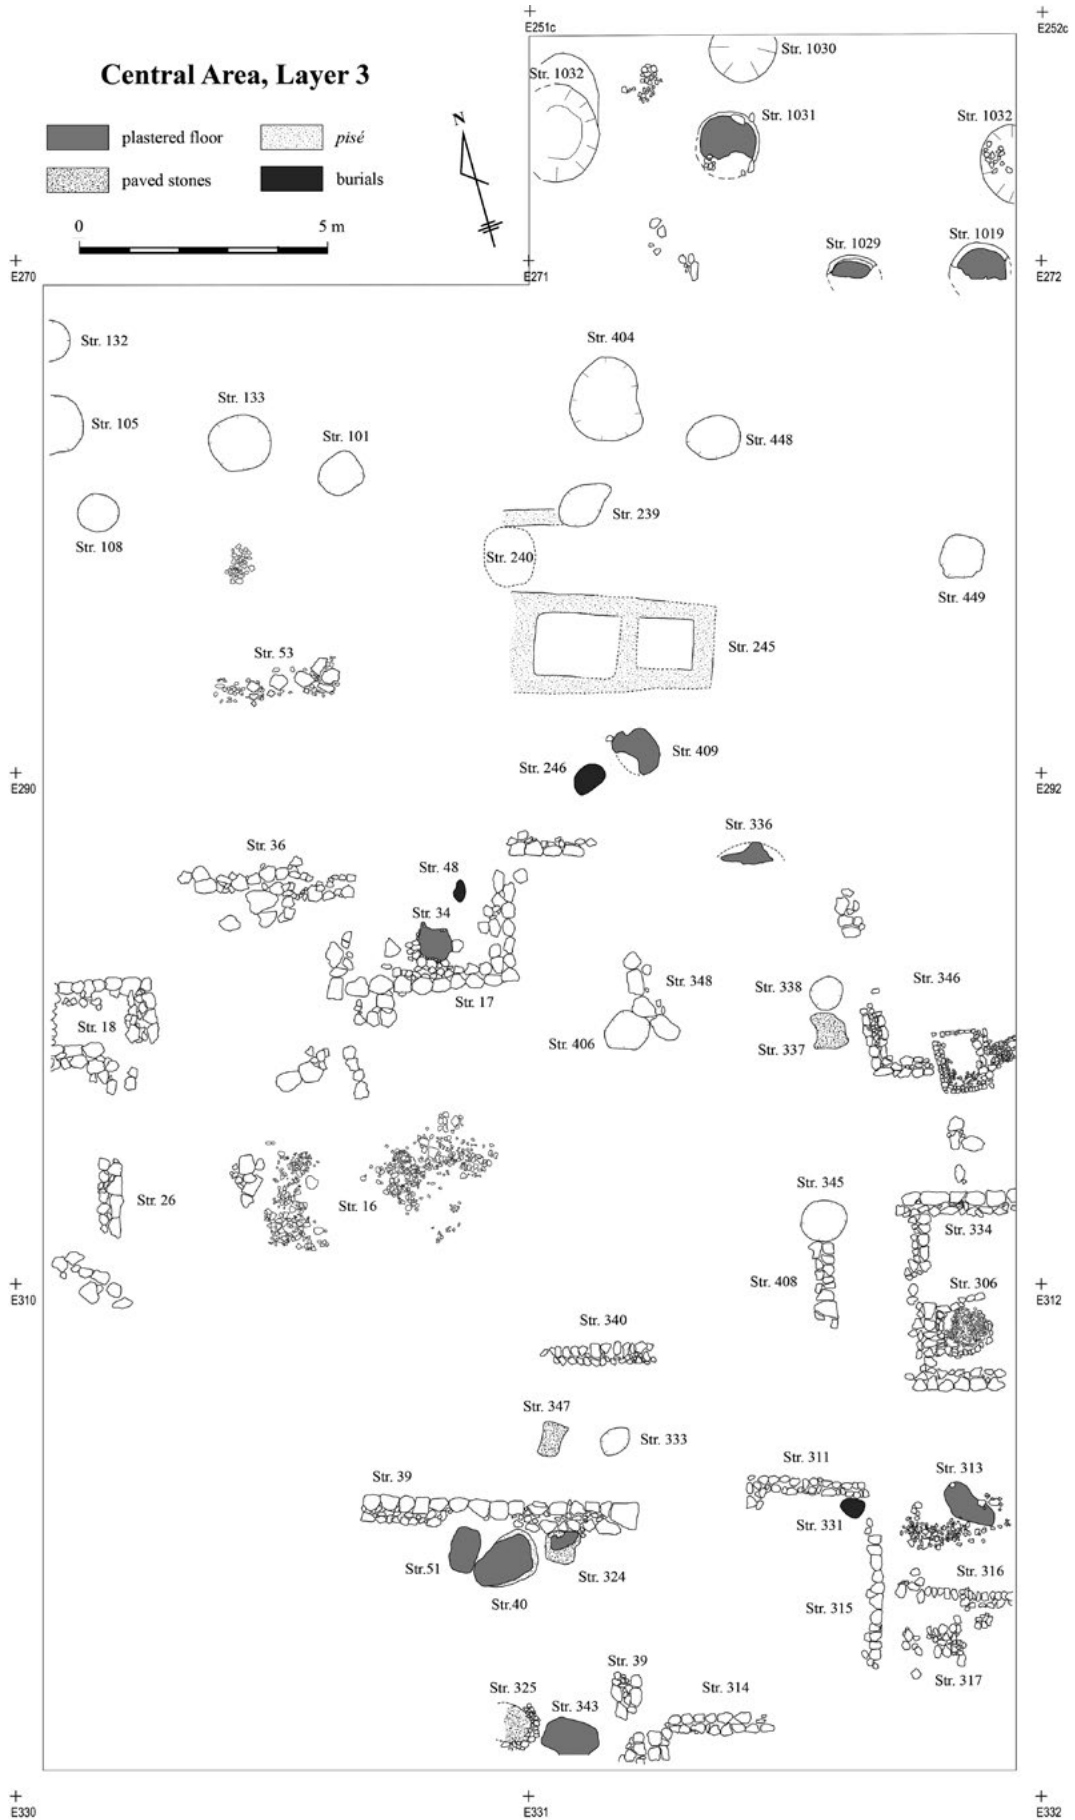 E251c
E252c
Central Area, Layer 3
plastered floor
pisé
paved stones
burials
N
0
5 m
Str. 1030
Str. 1032
Str. 1031
Str. 1032
Str. 1029
Str. 1019
E270
E271
E272
Str. 132
Str. 404
Str. 133
Str. 105
Str. 101
Str. 448
Str. 239
Str. 108
Str. 240
Str. 449
Str. 245
Str. 53
Str. 409
Str. 246
E290
E292
Str. 336
Str. 36
Str. 48
Str. 34
Str. 348
Str. 338
Str. 346
Str. 17
Str. 18
Str. 406
Str. 337
Str. 345
Str. 26
Str. 16
Str. 334
Str. 408
Str. 306
E310
E312
Str. 340
Str. 347
Str. 333
Str. 311
Str. 313
Str. 39
Str. 331
Str.51
Str. 324
Str. 316
Str.40
Str. 315
Str. 39
Str. 317
Str. 325
Str. 343
Str. 314
E330
E331
E332